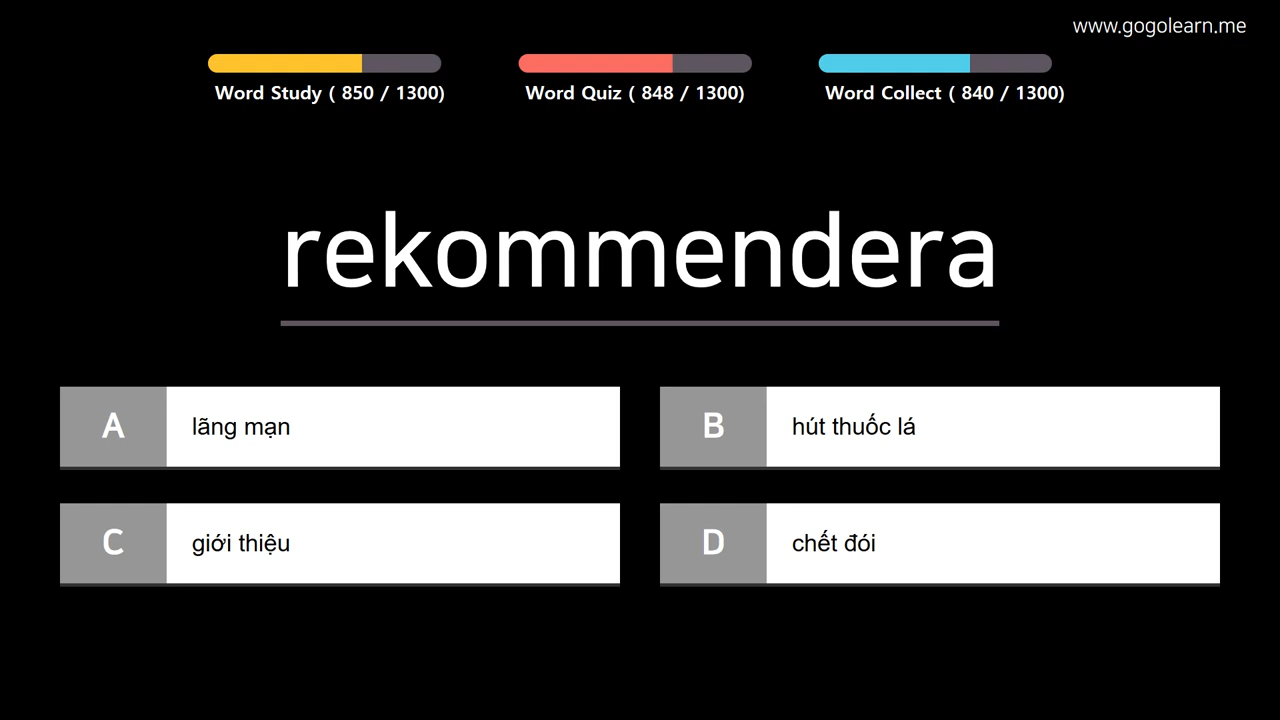 www.gogolearn.me
Word Study ( 850 / 1300)
Word Quiz ( 848 / 1300)
Word Collect ( 840 / 1300)
rekommendera
A lãng mạn
B hút thuốc lá
C giới thiệu
D chết đói